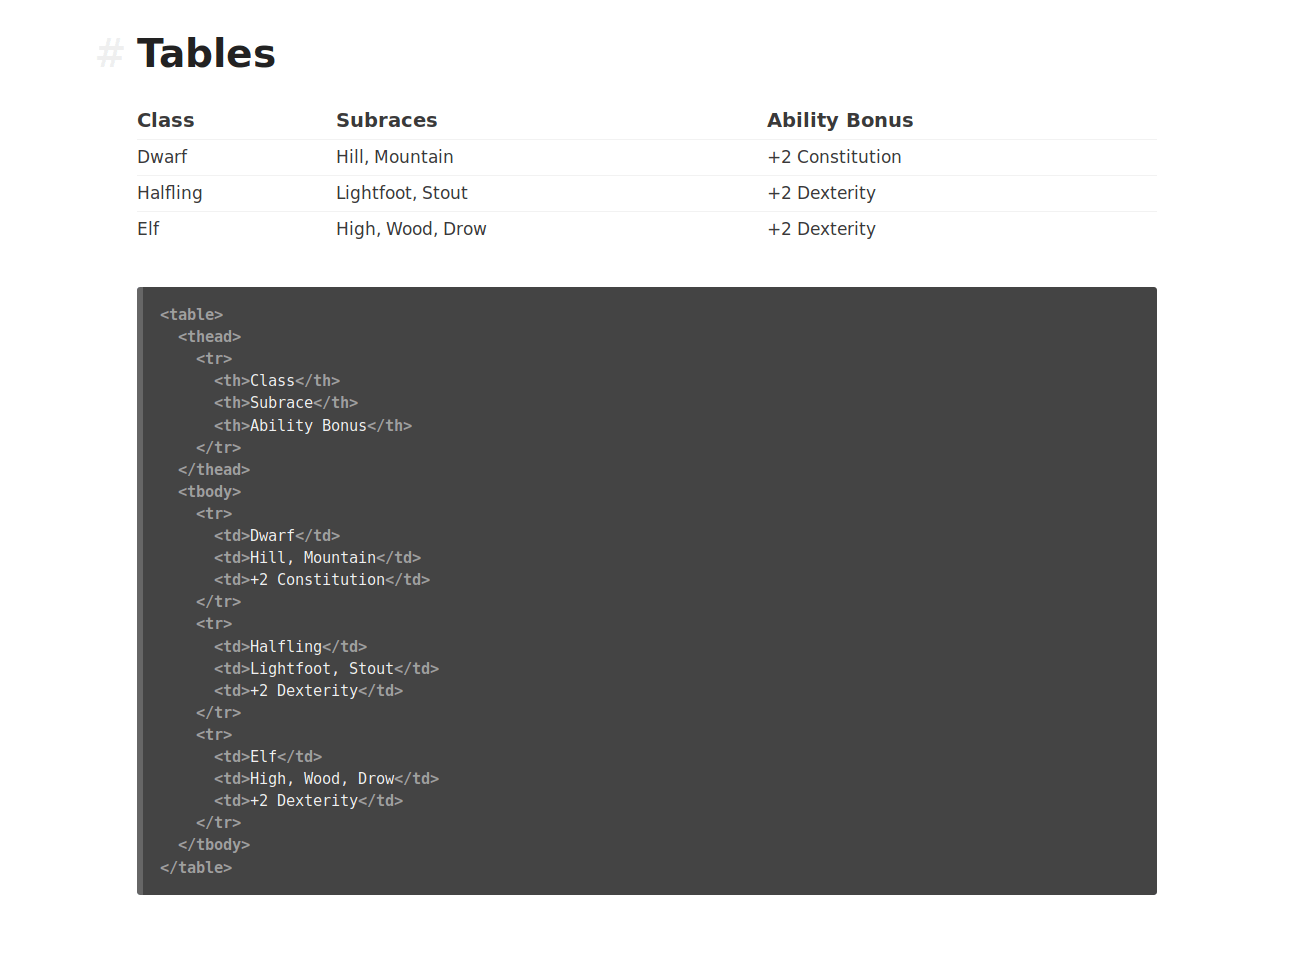 # Tables
Class Subraces Ability Bonus
Dwarf Hill, Mountain +2 Constitution
Halfling Lightfoot, Stout +2 Dexterity
Elf High, Wood, Drow +2 Dexterity
<table>
  <thead>
    <tr>
      <th>Class</th>
      <th>Subrace</th>
      <th>Ability Bonus</th>
    </tr>
  </thead>
  <tbody>
    <tr>
      <td>Dwarf</td>
      <td>Hill, Mountain</td>
      <td>+2 Constitution</td>
    </tr>
    <tr>
      <td>Halfling</td>
      <td>Lightfoot, Stout</td>
      <td>+2 Dexterity</td>
    </tr>
    <tr>
      <td>Elf</td>
      <td>High, Wood, Drow</td>
      <td>+2 Dexterity</td>
    </tr>
  </tbody>
</table>